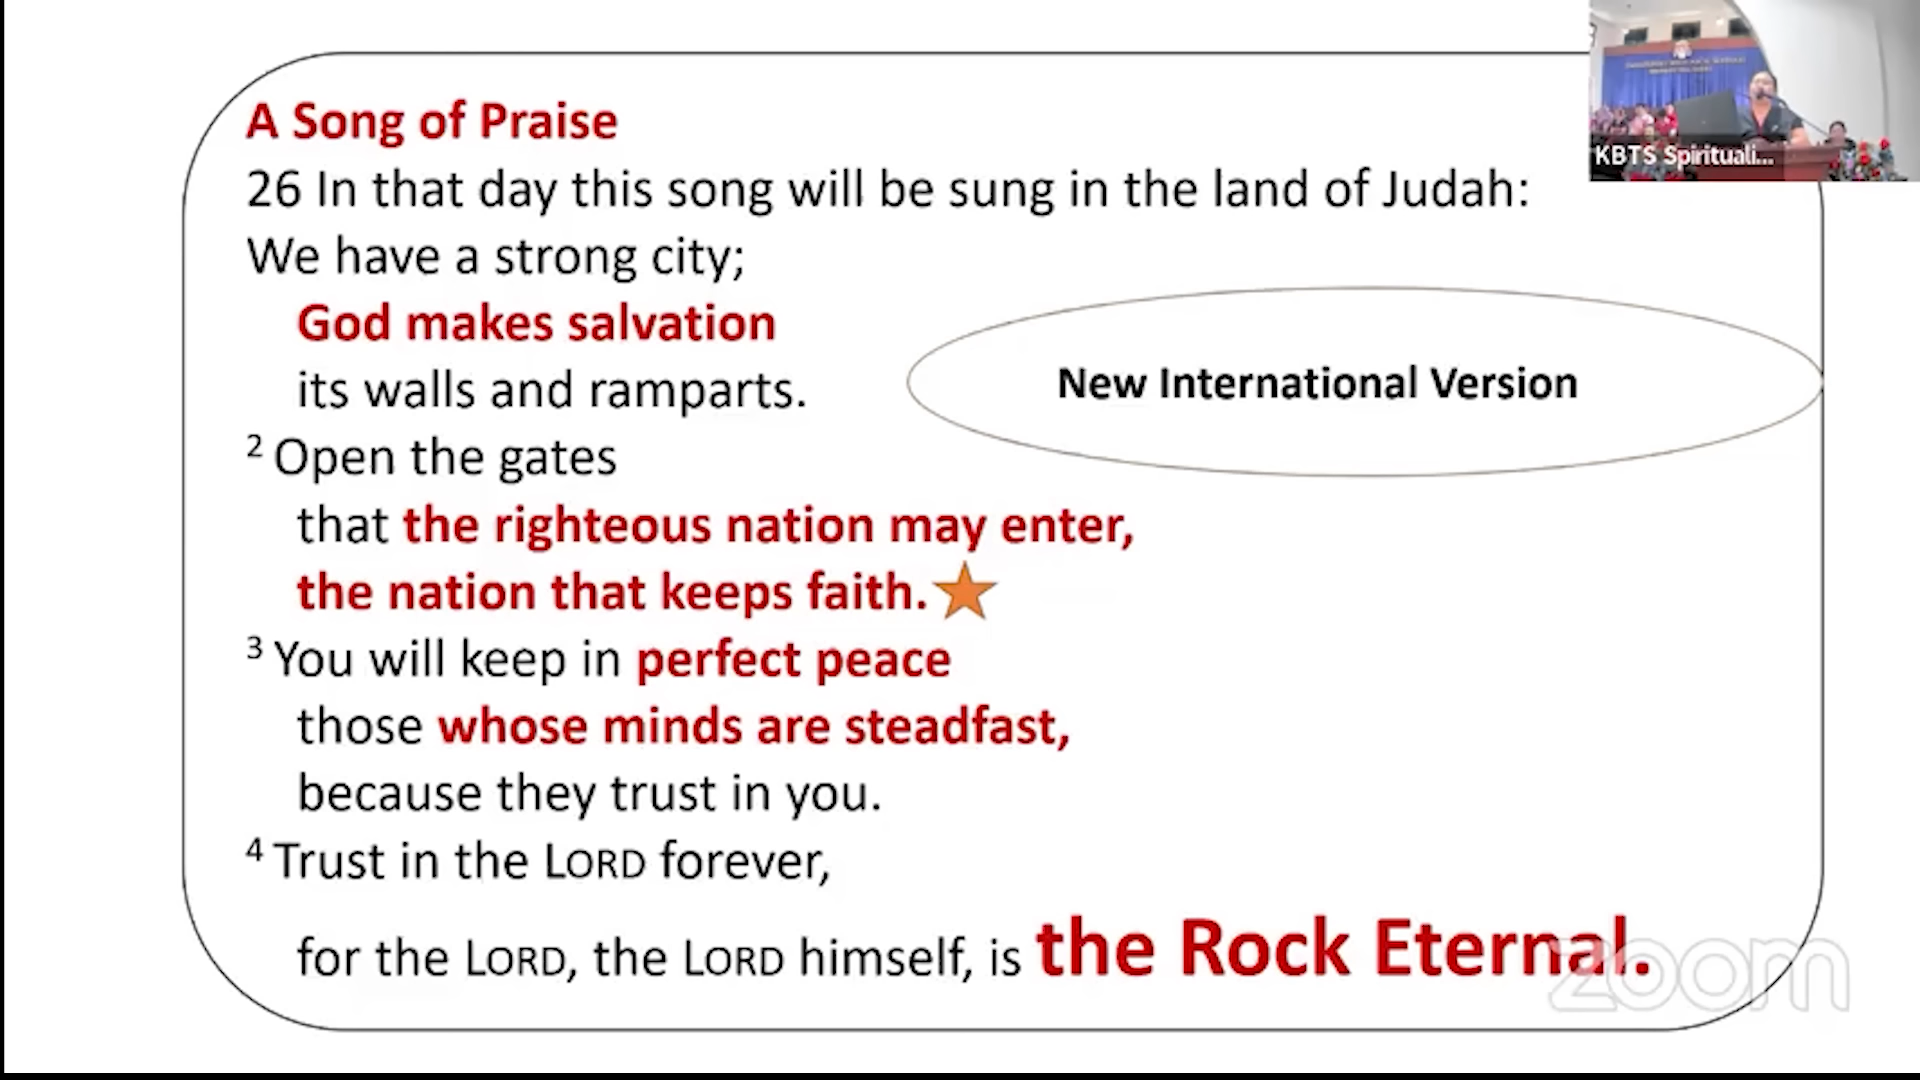 A Song of Praise
26 In that day this song will be sung in the land of Judah:
We have a strong city;
God makes salvation
its walls and ramparts.
New International Version
2 Open the gates
that the righteous nation may enter,
the nation that keeps faith.
3 You will keep in perfect peace
those whose minds are steadfast,
because they trust in you.
4 Trust in the LORD forever,
for the LORD, the LORD himself, is the Rock Eternal.
KBTS Spirituali...
zoom